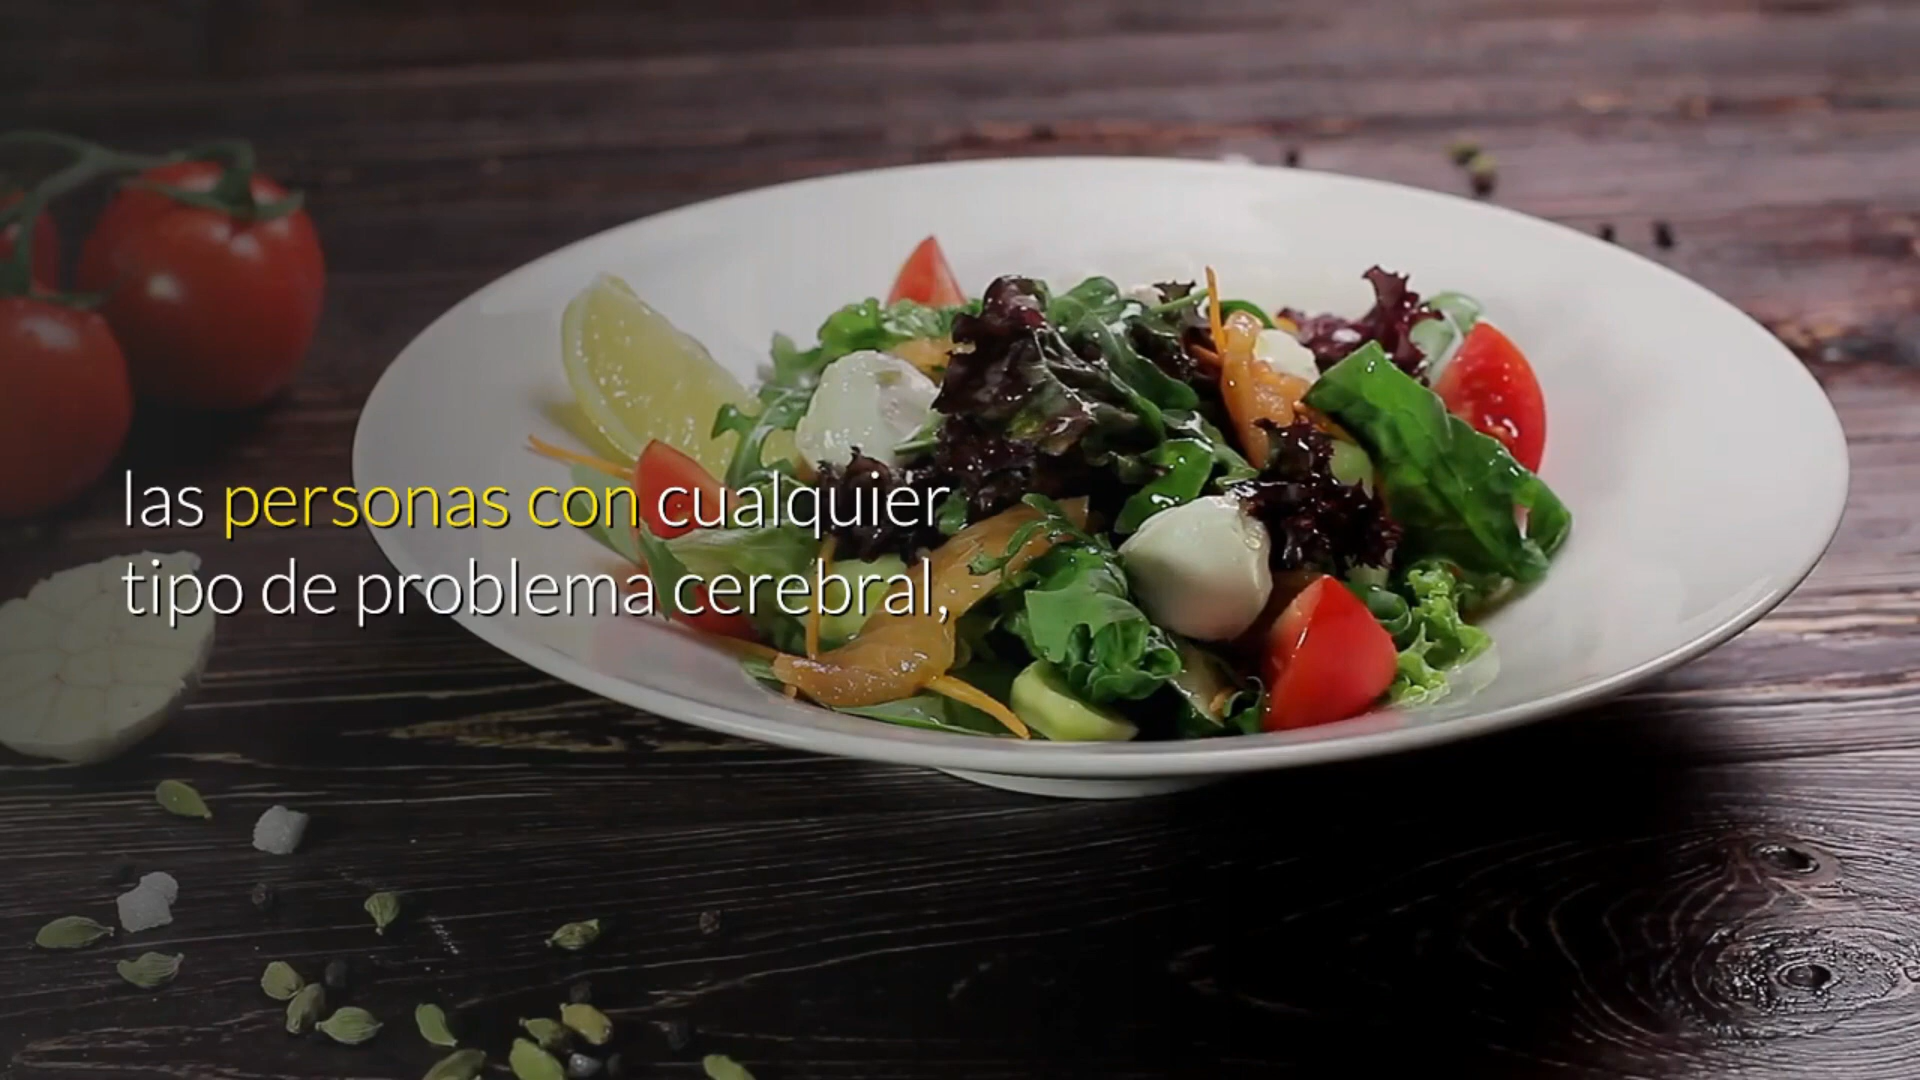 las personas con cualquier
tipo de problema cerebral,